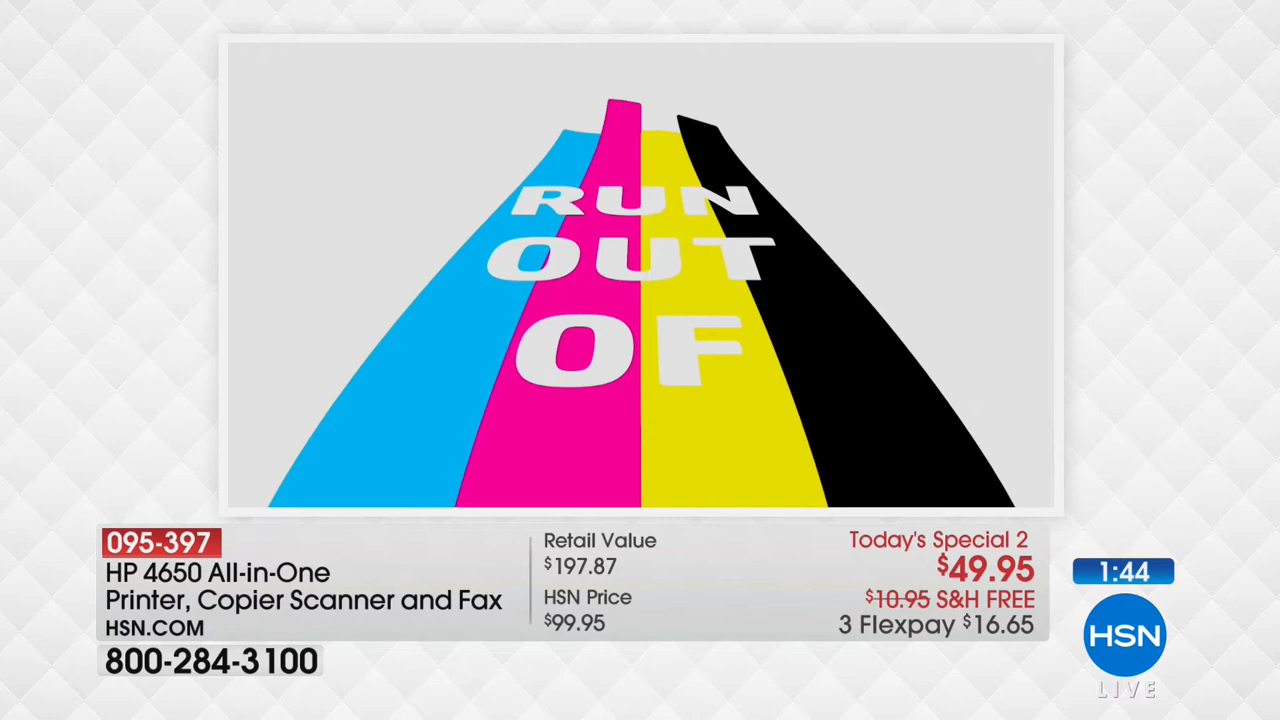 RUN
OUT
OF
095-397
HP 4650 All-in-One
Printer, Copier Scanner and Fax
HSN.COM
800-284-3100
Retail Value
$197.87
HSN Price
$99.95
Today's Special 2
$49.95
$10.95 S&H FREE
3 Flexpay $16.65
1:44
HSN
LIVE